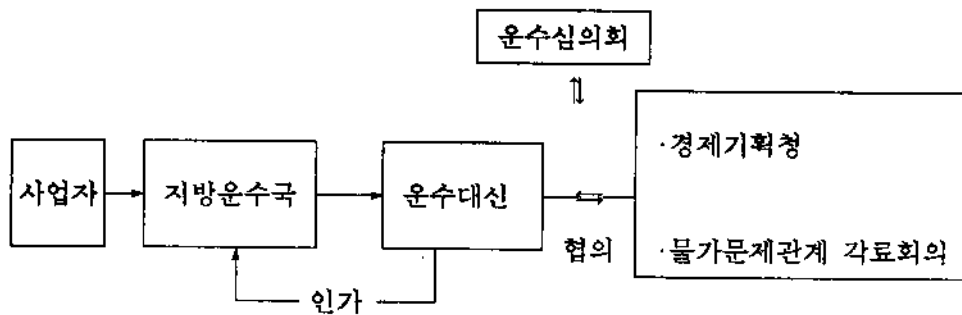 운수심의회
·경제기획청
사업자
지방운수국
운수대신
협의
·물가문제관계 각료회의
인가